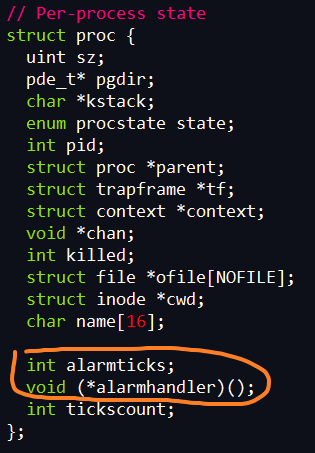 // Per-process state
struct proc {
  uint sz;
  pde_t* pgdir;
  char *kstack;
  enum procstate state;
  int pid;
  struct proc *parent;
  struct trapframe *tf;
  struct context *context;
  void *chan;
  int killed;
  struct file *ofile[NOFILE];
  struct inode *cwd;
  char name[16];
  int alarmticks;
  void (*alarmhandler)();
  int tickscount;
};